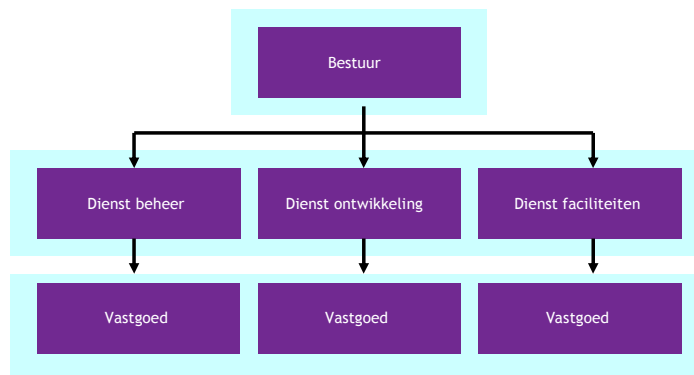 Bestuur
Dienst beheer
Dienst ontwikkeling
Dienst faciliteiten
Vastgoed
Vastgoed
Vastgoed